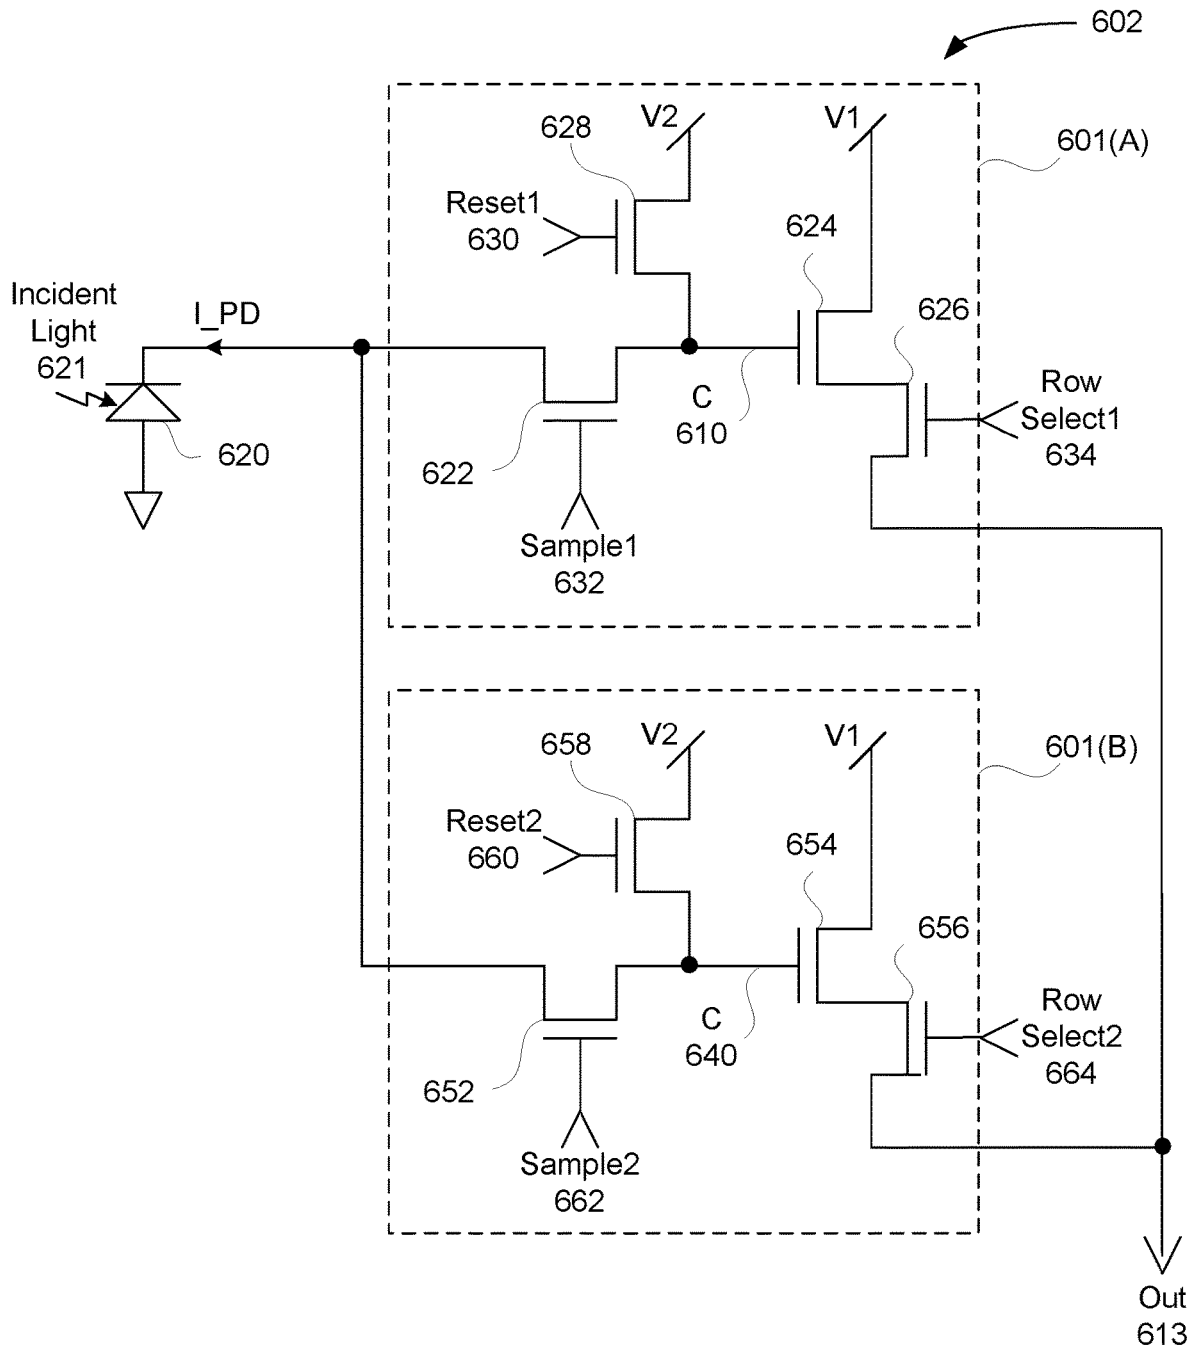 602
V2
V1
628
601(A)
Reset1
630
624
Incident
Light
621
I_PD
626
Row
Select1
634
C
610
620
622
Sample1
632
V2
V1
658
601(B)
Reset2
660
654
656
Row
Select2
664
C
640
652
Sample2
662
Out
613